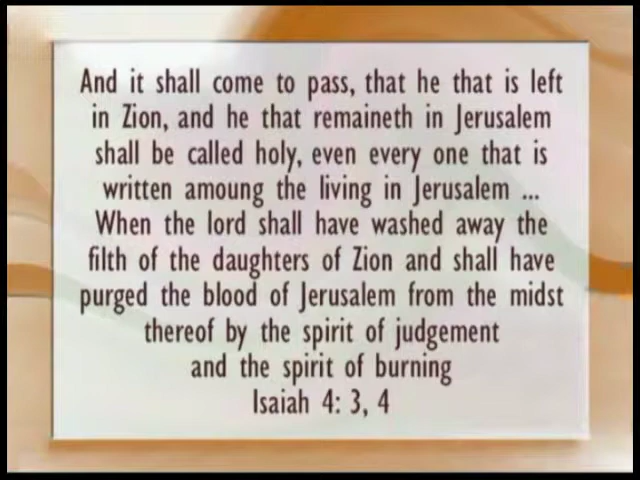 And it shall come to pass, that he that is left
in Zion, and he that remaineth in Jerusalem
shall be called holy, even every one that is
written amoung the living in Jerusalem ...
When the lord shall have washed away the
filth of the daughters of Zion and shall have
purged the blood of Jerusalem from the midst
thereof by the spirit of judgement
and the spirit of burning
Isaiah 4: 3, 4